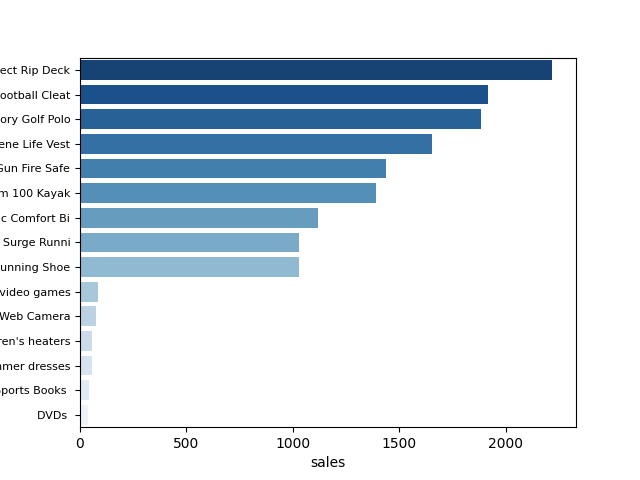 ect Rip Deck
ootball Cleat
ory Golf Polo
ene Life Vest
Gun Fire Safe
m 100 Kayak
c Comfort Bi
Surge Runni
unning Shoe
video games
Web Camera
ren's heaters
mer dresses
Sports Books
DVDs
0 500 1000 1500 2000
sales